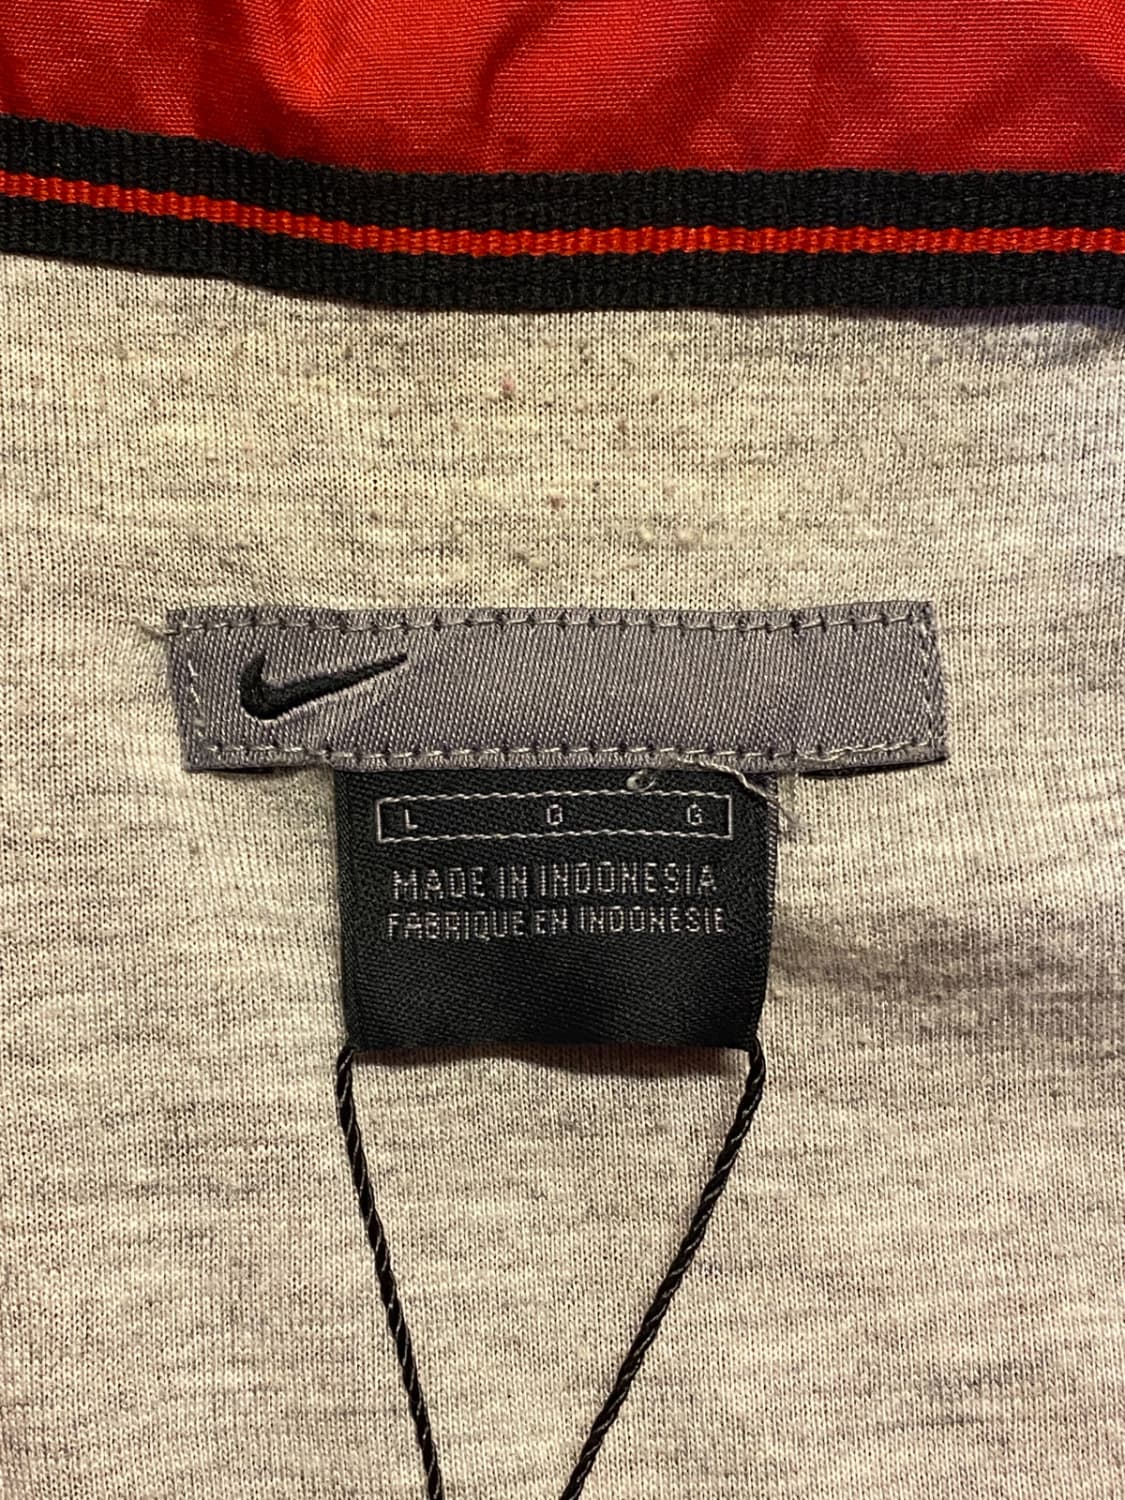 L G G
MADE IN INDONESIA
FABRIQUE EN INDONESIE